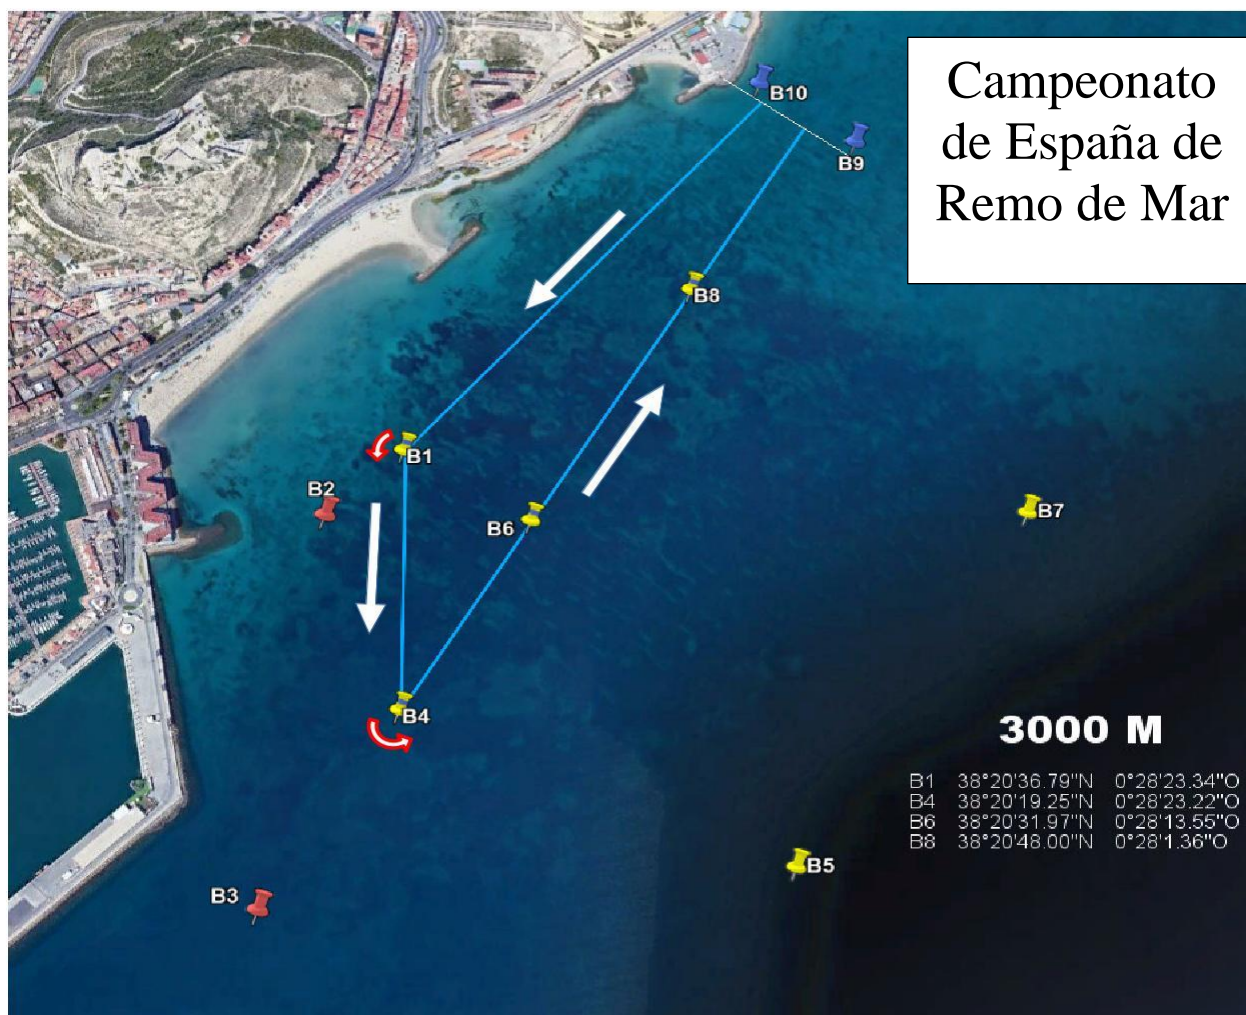 Campeonato
de España de
Remo de Mar
B10
B9
B8
B1
B2
B6
B7
B4
B5
B3
3000 M
B1 38°20'36.79"N 0°28'23.34"O
B4 38°20'19.25"N 0°28'23.22"O
B6 38°20'31.97"N 0°28'13.55"O
B8 38°20'48.00"N 0°28'1.36"O